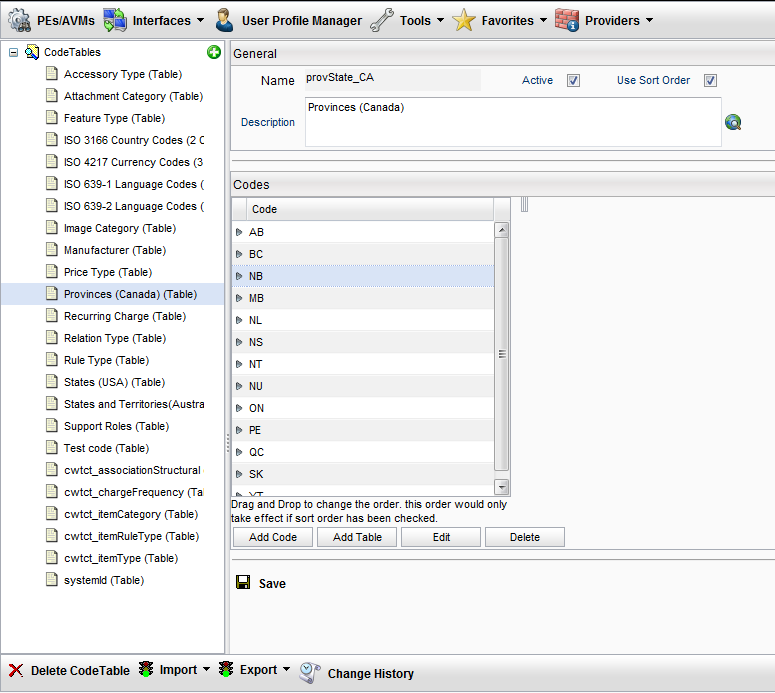 PEs/AVMs Interfaces User Profile Manager Tools Favorites Providers
CodeTables
Accessory Type (Table)
Attachment Category (Table)
Feature Type (Table)
ISO 3166 Country Codes (2 C
ISO 4217 Currency Codes (3
ISO 639-1 Language Codes (
ISO 639-2 Language Codes (
Image Category (Table)
Manufacturer (Table)
Price Type (Table)
Provinces (Canada) (Table)
Recurring Charge (Table)
Relation Type (Table)
Rule Type (Table)
States (USA) (Table)
States and Territories(Austra
Support Roles (Table)
Test code (Table)
cwtct_associationStructural
cwtct_chargeFrequency (Ta
cwtct_itemCategory (Table)
cwtct_itemRuleType (Table)
cwtct_itemType (Table)
systemId (Table)
General
Name provState_CA Active Use Sort Order
Description Provinces (Canada)
Codes
Code
AB
BC
NB
MB
NL
NS
NT
NU
ON
PE
QC
SK
YT
Drag and Drop to change the order. this order would only
take effect if sort order has been checked.
Add Code Add Table Edit Delete
Save
Delete CodeTable Import Export Change History